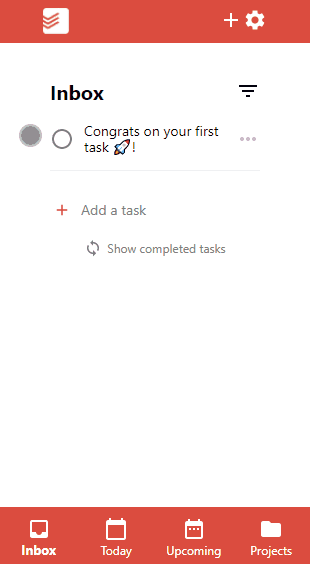 Inbox
Congrats on your first
task 🚀!
Add a task
Show completed tasks
Inbox
Today
Upcoming
Projects